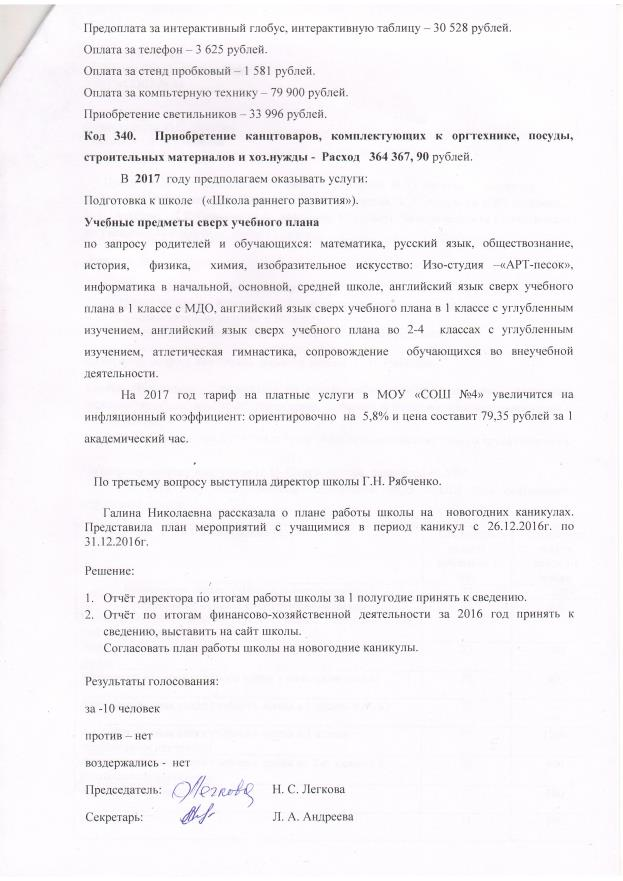 Предоплата за интерактивный глобус, интерактивную таблицу – 30 528 рублей.
Оплата за телефон – 3 625 рублей.
Оплата за стенд пробковый – 1 581 рублей.
Оплата за компьтерную технику – 79 900 рублей.
Приобретение светильников – 33 996 рублей.
Код 340. Приобретение канцтоваров, комплектующих к оргтехнике, посуды,
строительных материалов и хоз.нужды - Расход 364 367, 90 рублей.
В 2017 году предполагаем оказывать услуги:
Подготовка к школе («Школа раннего развития»).
Учебные предметы сверх учебного плана
по запросу родителей и обучающихся: математика, русский язык, обществознание,
история, физика, химия, изобразительное искусство: Изо-студия –«АРТ-песок»,
информатика в начальной, основной, средней школе, английский язык сверх учебного
плана в 1 классе с МДО, английский язык сверх учебного плана в 1 классе с углубленным
изучением, английский язык сверх учебного плана во 2-4 классах с углубленным
изучением, атлетическая гимнастика, сопровождение обучающихся во внеучебной
деятельности.
На 2017 год тариф на платные услуги в МОУ «СОШ №4» увеличится на
инфляционный коэффициент: ориентировочно на 5,8% и цена составит 79,35 рублей за 1
академический час.
По третьему вопросу выступила директор школы Г.Н. Рябченко.
Галина Николаевна рассказала о плане работы школы на новогодних каникулах.
Представила план мероприятий с учащимися в период каникул с 26.12.2016г. по
31.12.2016г.
Решение:
1. Отчёт директора по итогам работы школы за 1 полугодие принять к сведению.
2. Отчёт по итогам финансово-хозяйственной деятельности за 2016 год принять к
сведению, выставить на сайт школы.
Согласовать план работы школы на новогодние каникулы.
Результаты голосования:
за -10 человек
против – нет
воздержались - нет
Председатель: Легкова Н. С. Легкова
Секретарь: Л. А. Андреева